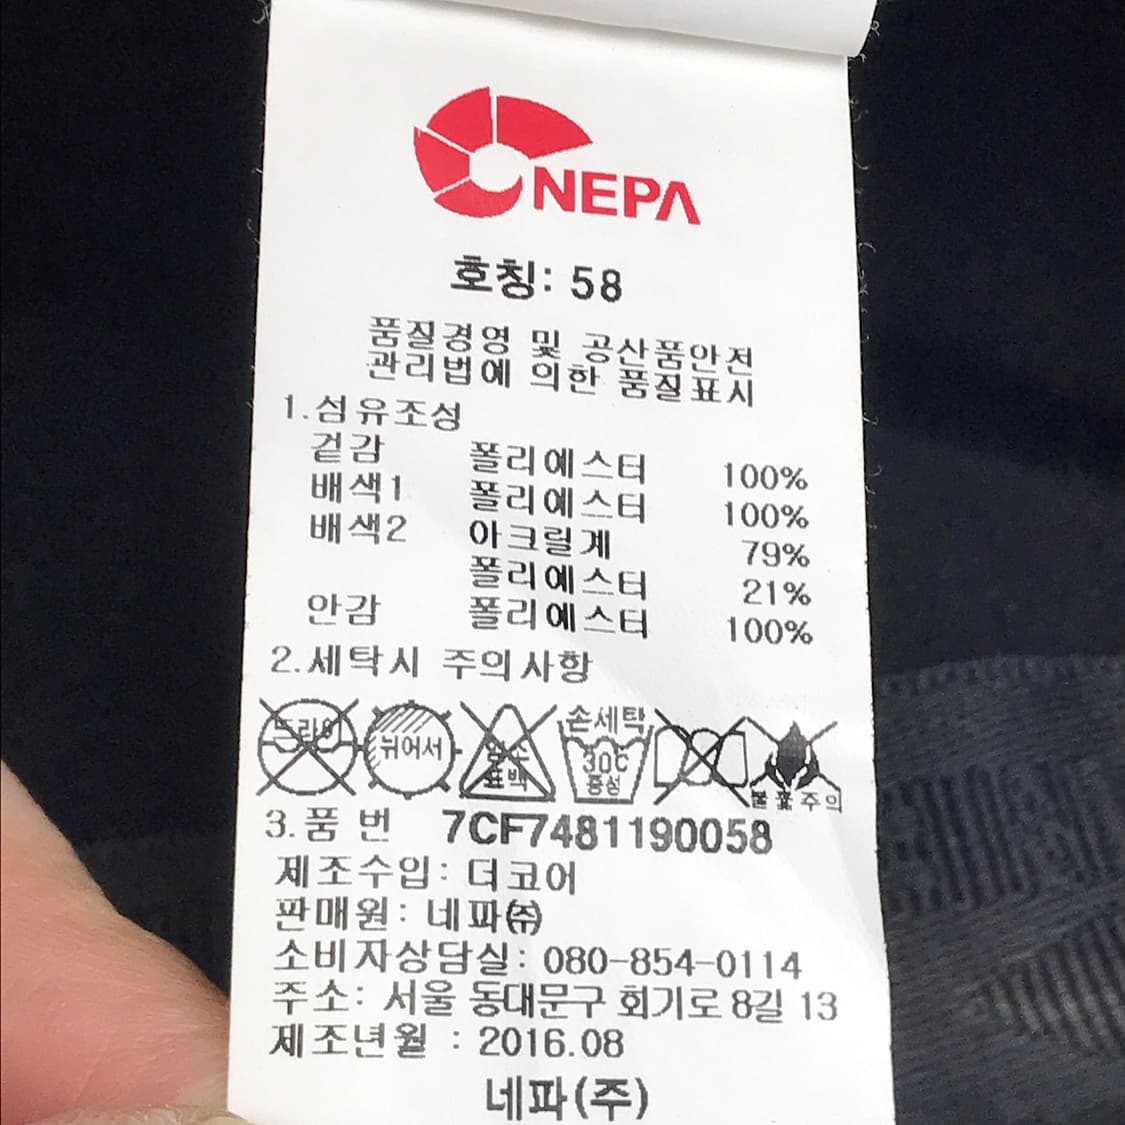 NEPA
호칭: 58
품질경영 및 공산품안전
관리법에 의한 품질표시
1.섬유조성
겉감 폴리에스터 100%
배색1 폴리에스터 100%
배색2 아크릴계 79%
폴리에스터 21%
안감 폴리에스터 100%
2.세탁시 주의사항
드라이 뉘어서 염소 표백 손세탁 30C 중성 불꽃주의
3.품 번 7CF7481190058
제조수입: 더코어
판매원: 네파㈜
소비자상담실: 080-854-0114
주소: 서울 동대문구 회기로 8길 13
제조년월 : 2016.08
네파(주)